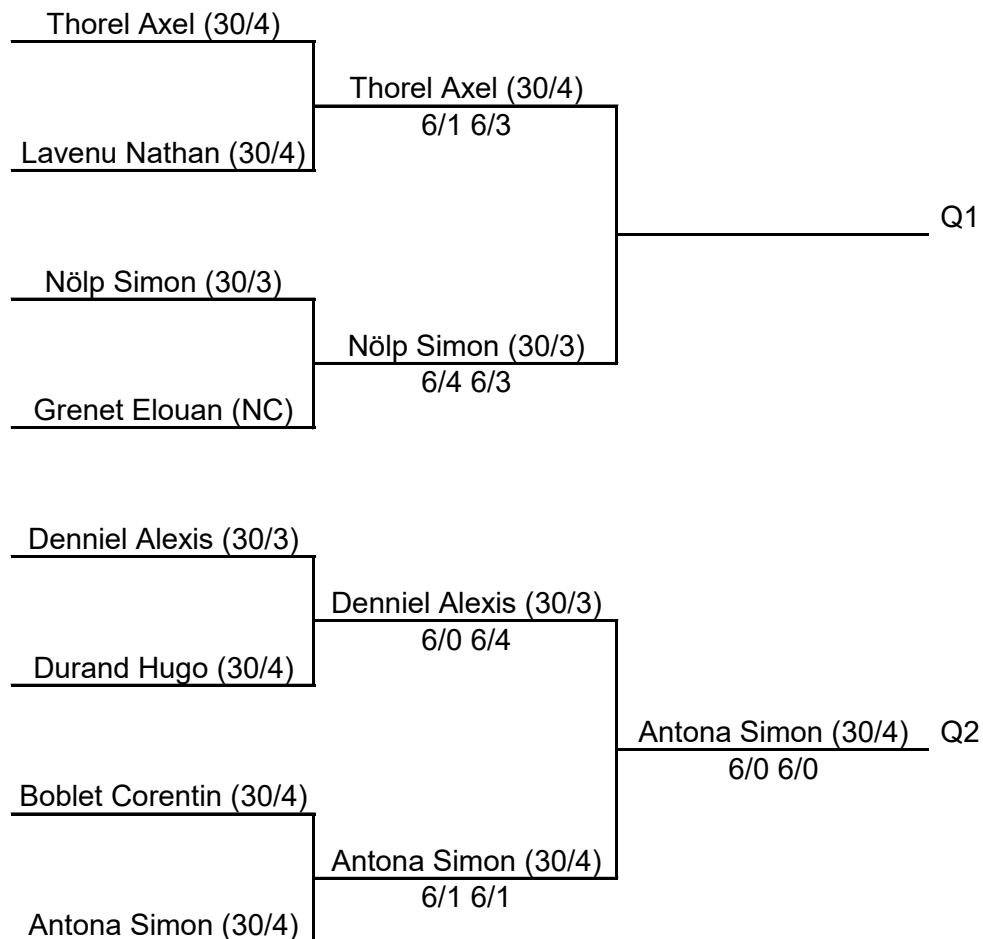 Thorel Axel (30/4)
Thorel Axel (30/4)
6/1 6/3
Lavenu Nathan (30/4)
Q1
Nölp Simon (30/3)
Nölp Simon (30/3)
6/4 6/3
Grenet Elouan (NC)
Denniel Alexis (30/3)
Denniel Alexis (30/3)
6/0 6/4
Durand Hugo (30/4)
Antona Simon (30/4) Q2
6/0 6/0
Boblet Corentin (30/4)
Antona Simon (30/4)
6/1 6/1
Antona Simon (30/4)